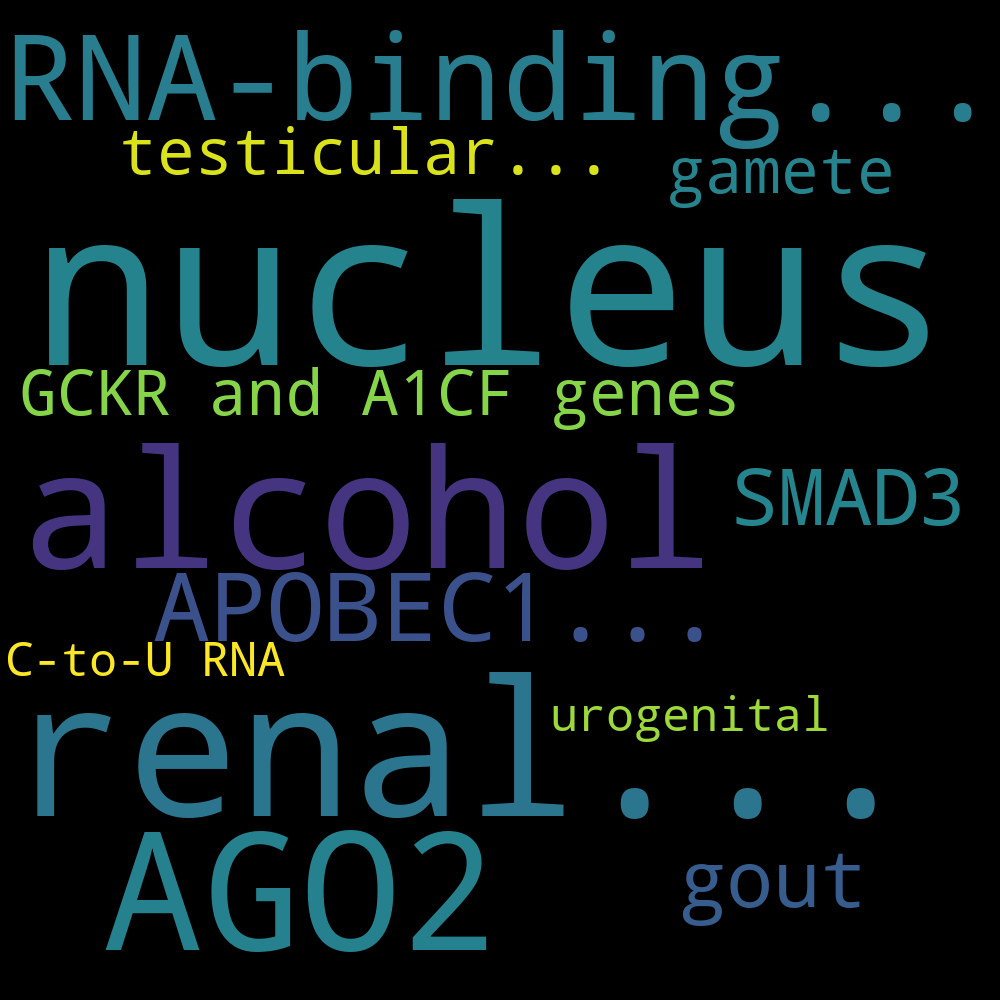 RNA-binding...
testicular...
gamete
nucleus
GCKR and A1CF genes
alcohol
SMAD3
APOBEC1...
C-to-U RNA
renal...
urogenital
AGO2
gout